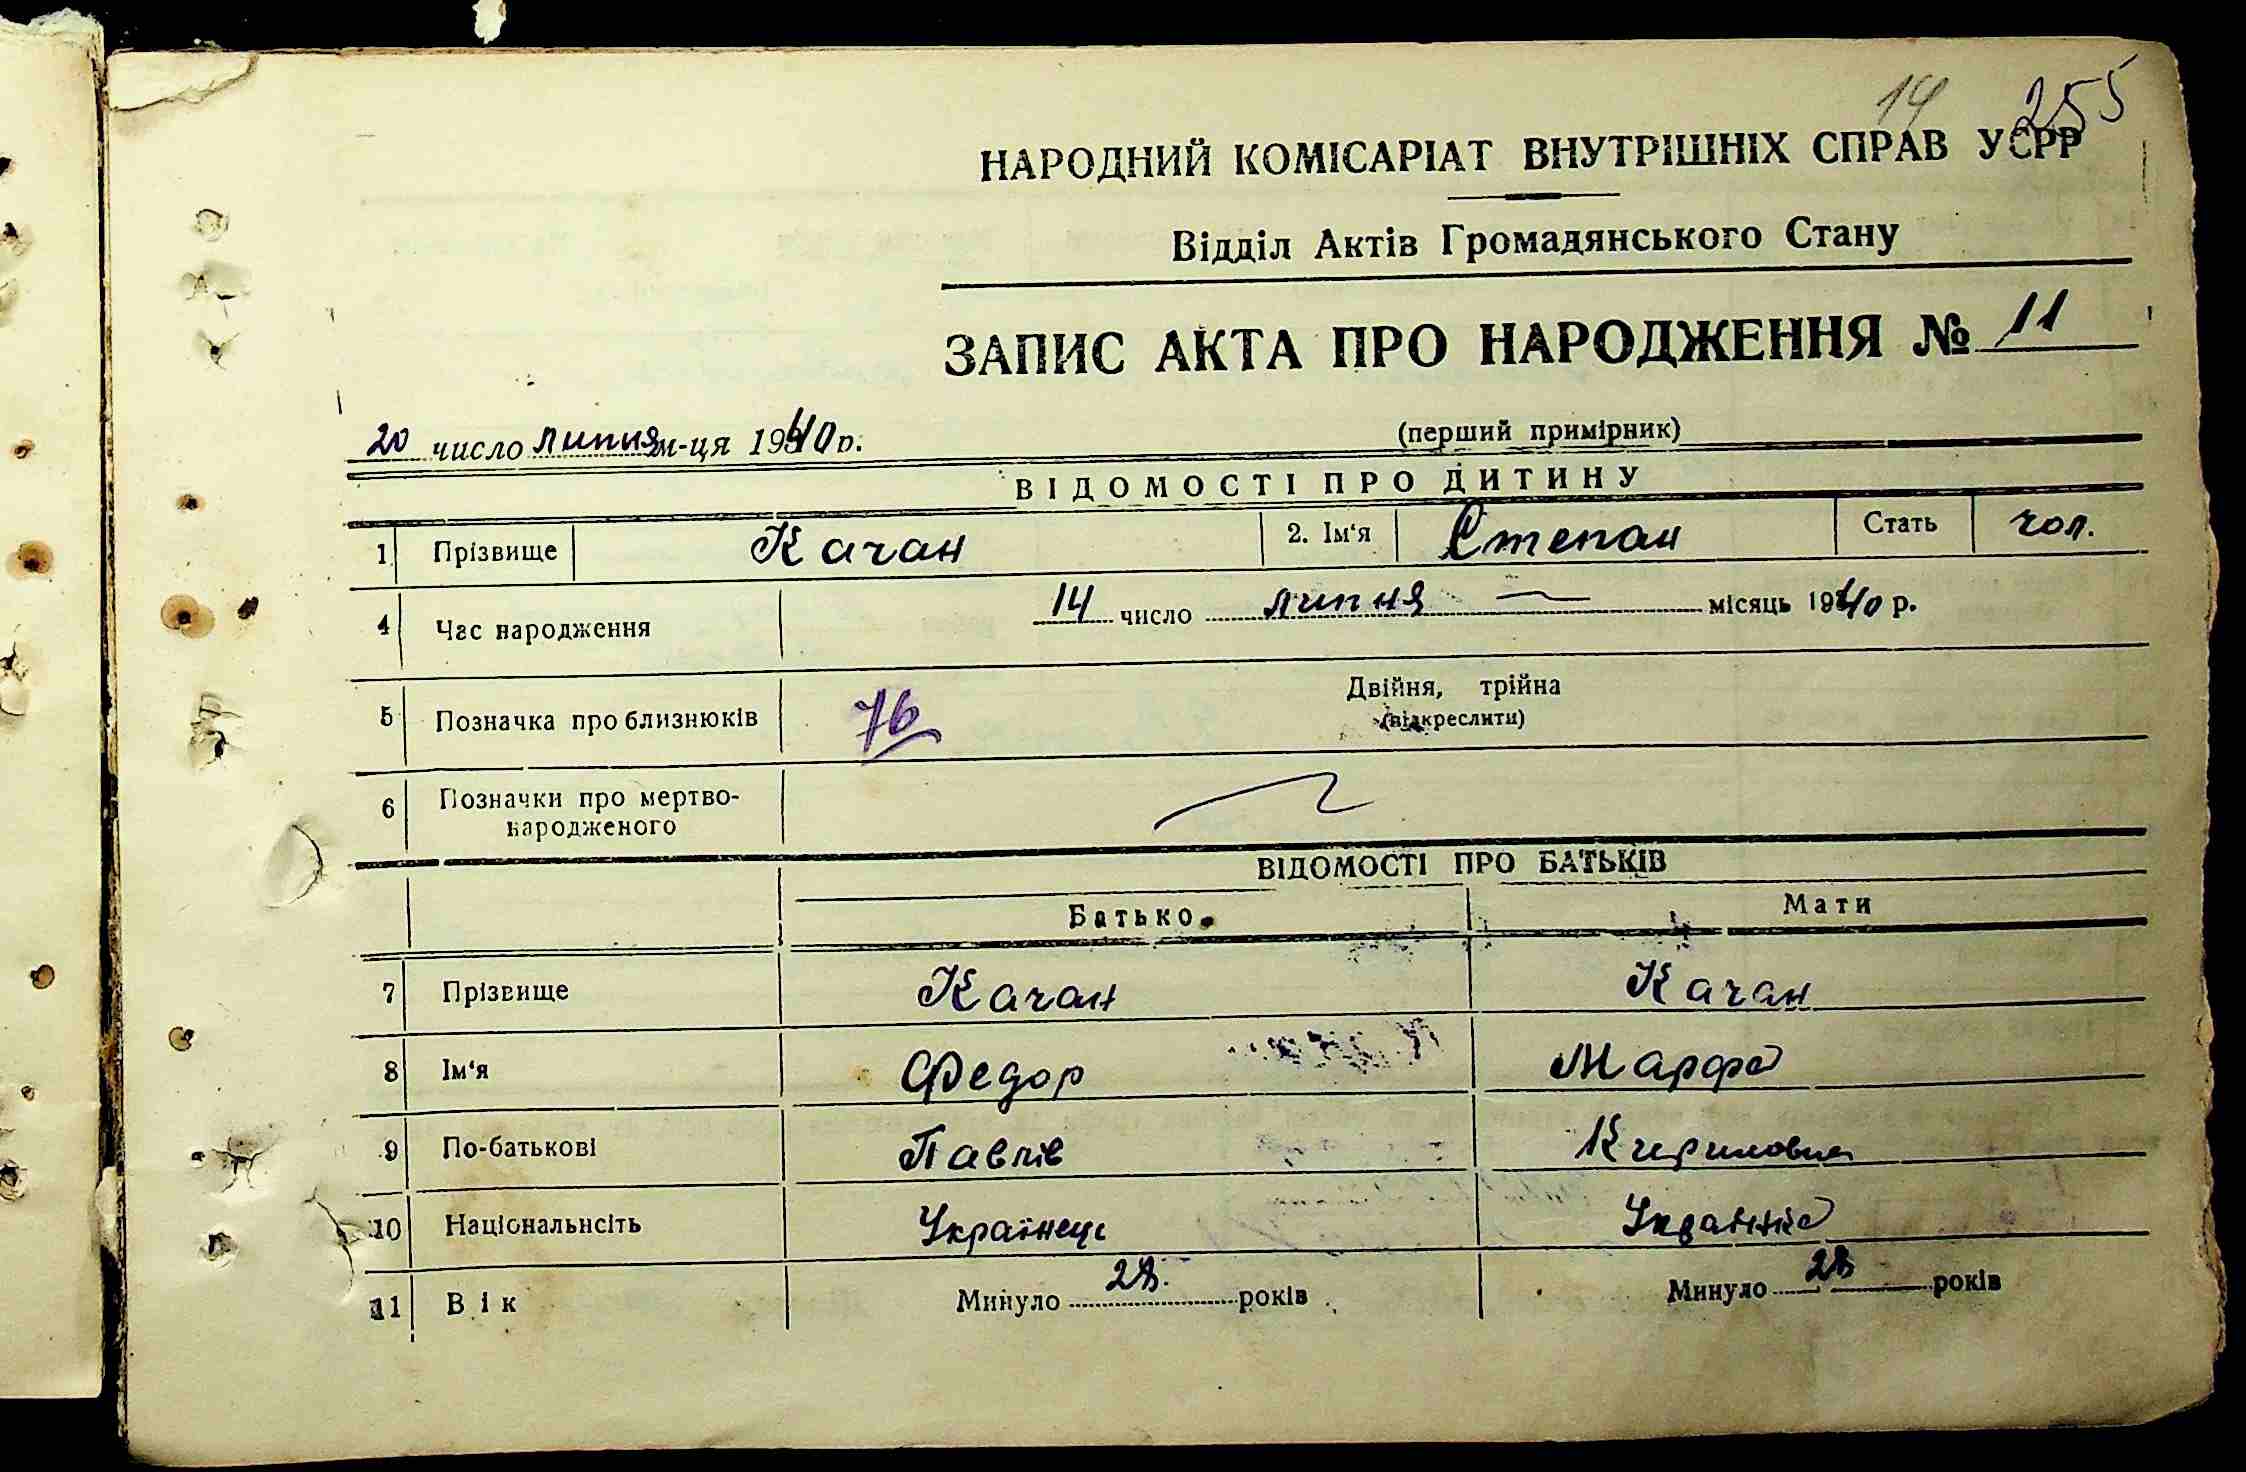 14 255
НАРОДНИЙ КОМІСАРІАТ ВНУТРІШНІХ СПРАВ УСРР
Відділ Актів Громадянського Стану
ЗАПИС АКТА ПРО НАРОДЖЕННЯ № 11
20 число липня м-ця 1940 р. (перший примірник)
ВІДОМОСТІ ПРО ДИТИНУ
1 Прізвище Качан 2. Ім‘я Степан Стать чол.
4 Час народження 14 число липня місяць 1940 р.
5 Позначка про близнюків 76 Двійня, трійна
(відкреслити)
6 Позначки про мертво-
народженого
ВІДОМОСТІ ПРО БАТЬКІВ
Батько Мати
7 Прізвище Качан Качан
8 Ім‘я Федор Марфа
9 По-батькові Павлів Кириловна
10 Національнсіть Українець
11 Вік Минуло 28 років Минуло 28 років